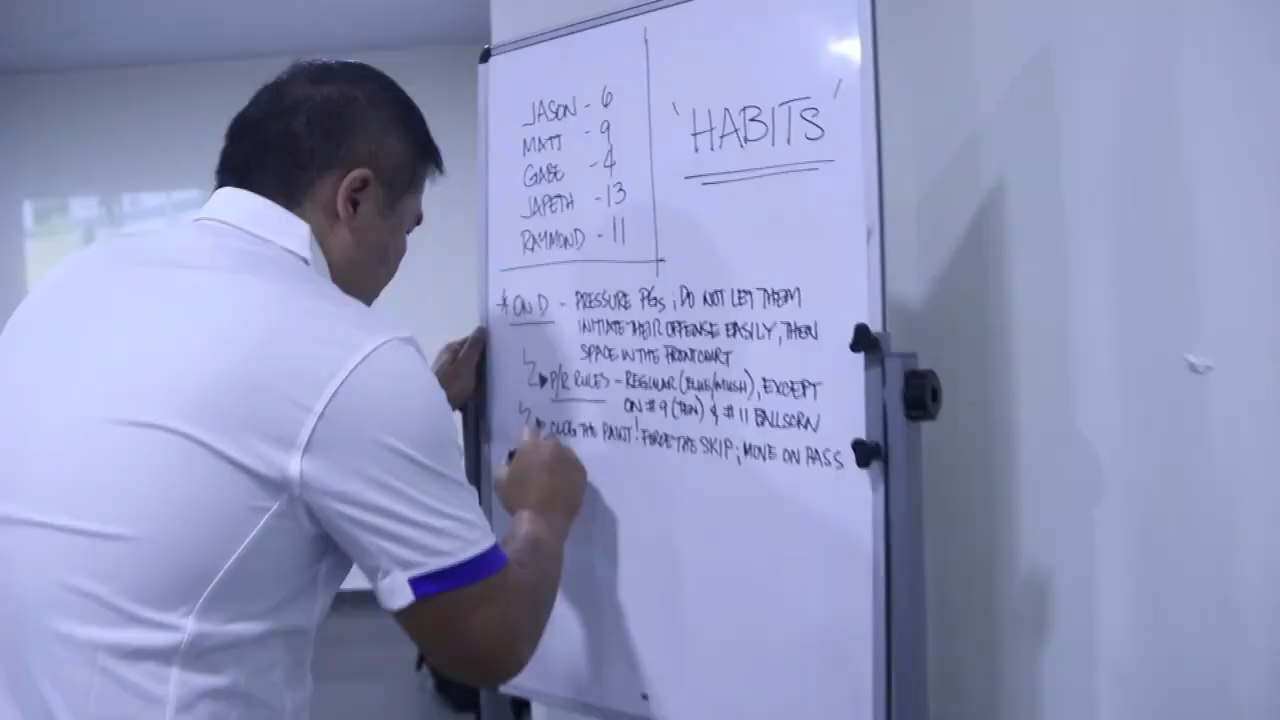 JASON - 6
MATT - 9
GABE - 4
JAPETH - 13
RAYMOND - 11
'HABITS'
* ON D - PRESSURE PGs; DO NOT LET THEM
INITIATE THEIR OFFENSE EASILY, THEN
SPACE IN THE FRONTCOURT
P/R RULES - REGULAR (BLUE/MUSH), EXCEPT
ON #9 (TEN) & #11 BALLSCRN
CLOG THE PAINT! FORCE THE SKIP; MOVE ON PASS